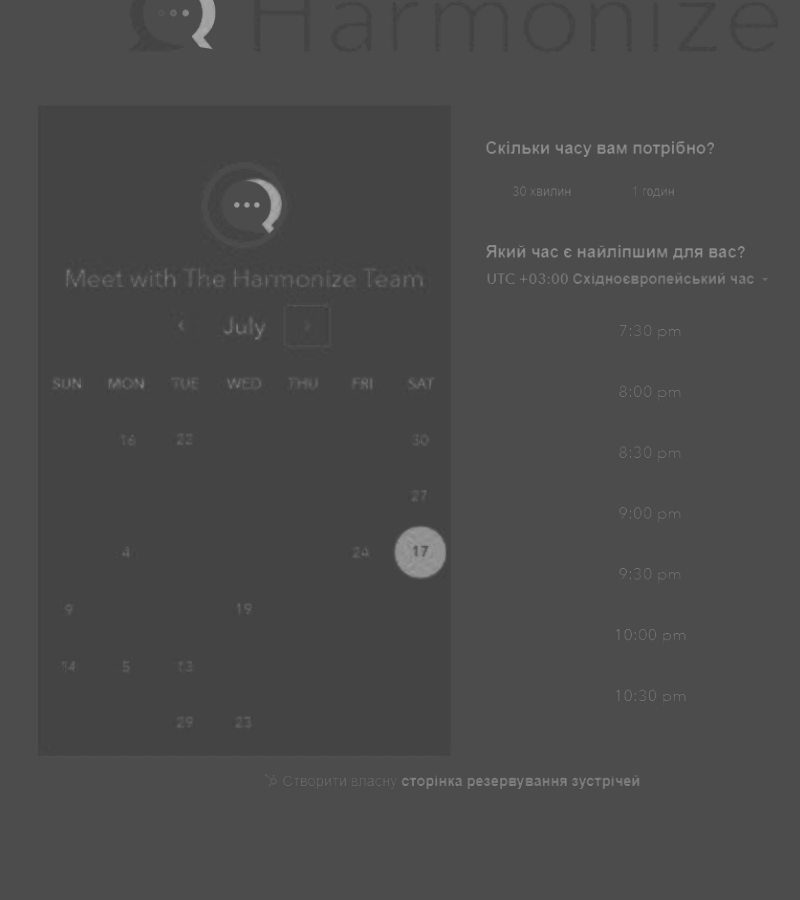 Harmonize
Meet with The Harmonize Team
July
SUN MON TUE WED THU FRI SAT
16 22 30
27
4 24 17
9 19
14 5 13
29 23
Скільки часу вам потрібно?
30 хвилин 1 годин
Який час є найліпшим для вас?
UTC +03:00 Східноєвропейський час
7:30 pm
8:00 pm
8:30 pm
9:00 pm
9:30 pm
10:00 pm
10:30 pm
Створити власну сторінка резервування зустрічей